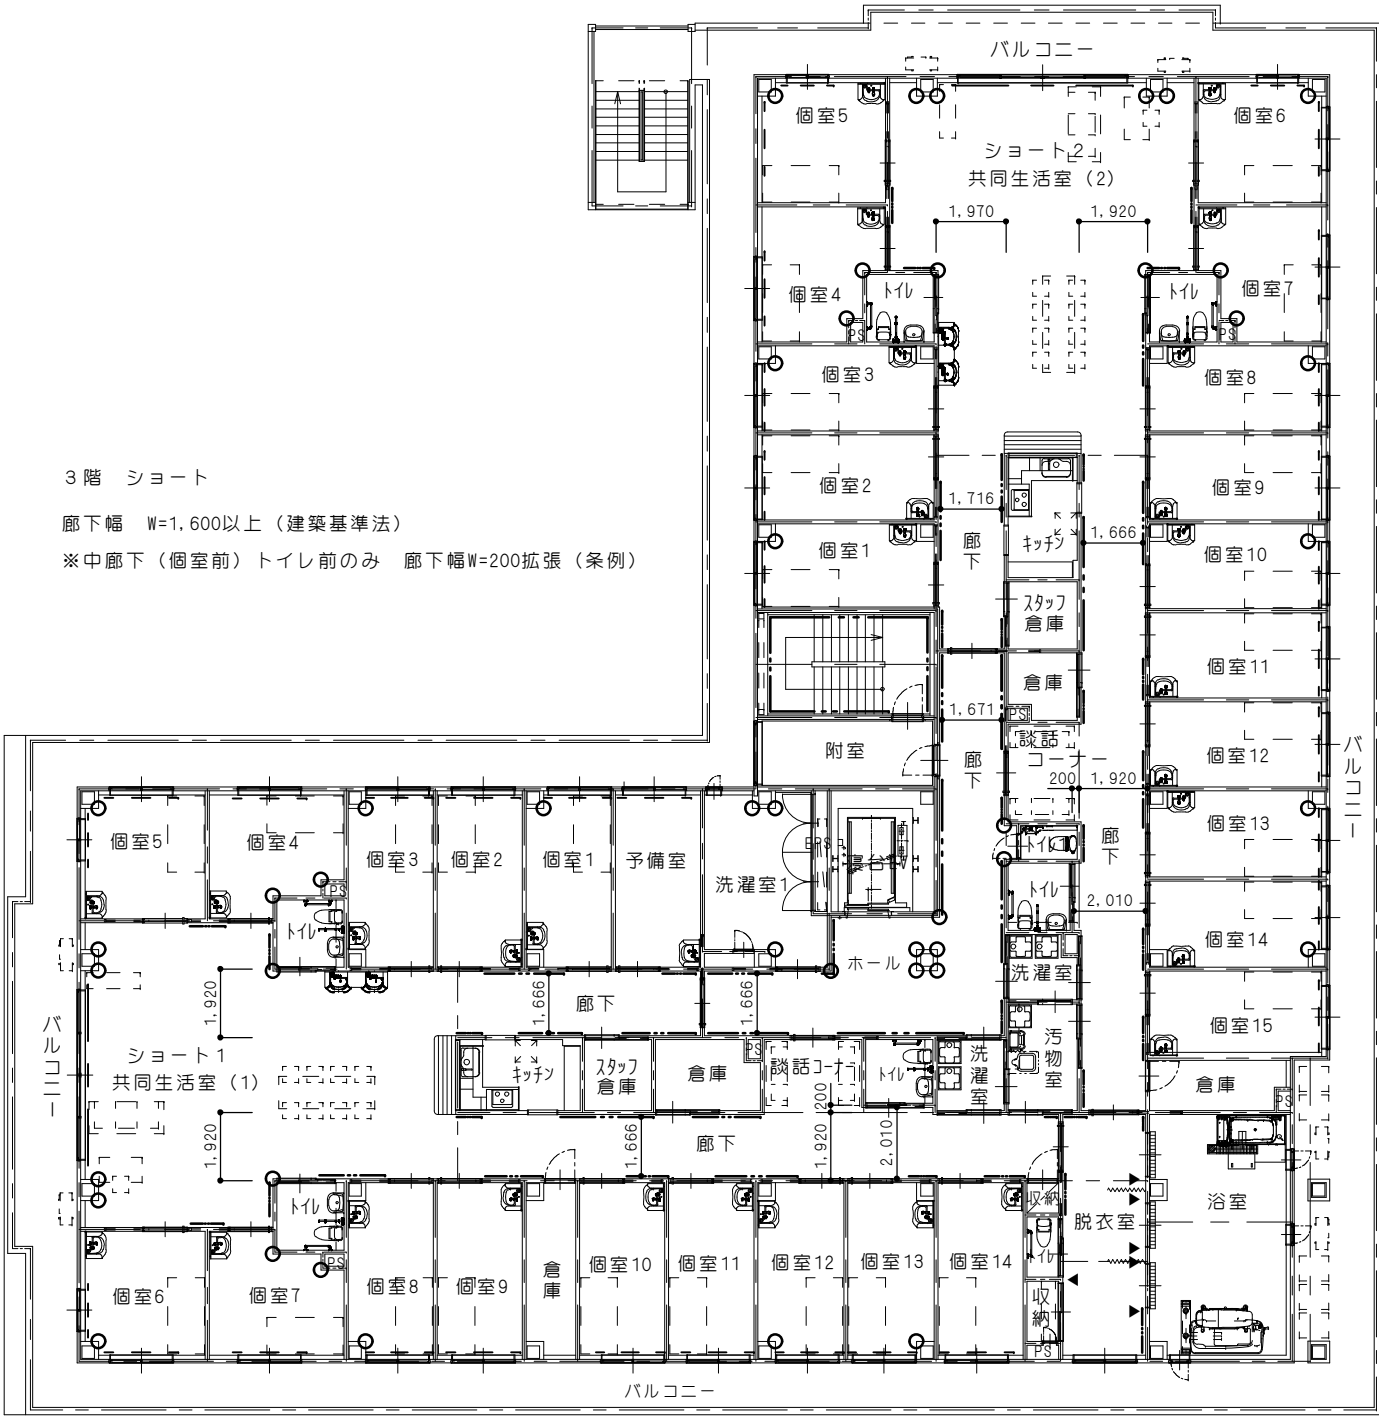 バルコニー
個室5
個室6
ショート2
共同生活室（2）
1,970
1,920
個室4
トイレ
トイレ
個室7
PS
PS
個室3
個室8
3階　ショート
廊下幅　W=1,600以上（建築基準法）
※中廊下（個室前）トイレ前のみ　廊下幅W=200拡張（条例）
個室2
個室9
1,716
キッチン
1,666
個室1
廊下
個室10
スタッフ
倉庫
個室11
倉庫
PS
1,671
附室
廊下
談話
コーナー
個室12
バルコニー
200
1,920
個室5
個室4
個室3
個室2
個室1
予備室
洗濯室1
EPS
寝台
トイレ
廊下
個室13
PS
トイレ
トイレ
2,010
個室14
ホール
洗濯室
1,920
1,666
廊下
1,666
個室15
バルコニー
ショート1
共同生活室（1）
キッチン
スタッフ
倉庫
倉庫
PS
談話コーナー
トイレ
洗濯室
汚物室
倉庫
PS
200
1,920
1,666
廊下
1,920
2,010
トイレ
収納
脱衣室
浴室
PS
トイレ
個室6
個室7
個室8
個室9
倉庫
個室10
個室11
個室12
個室13
個室14
収納
PS
バルコニー